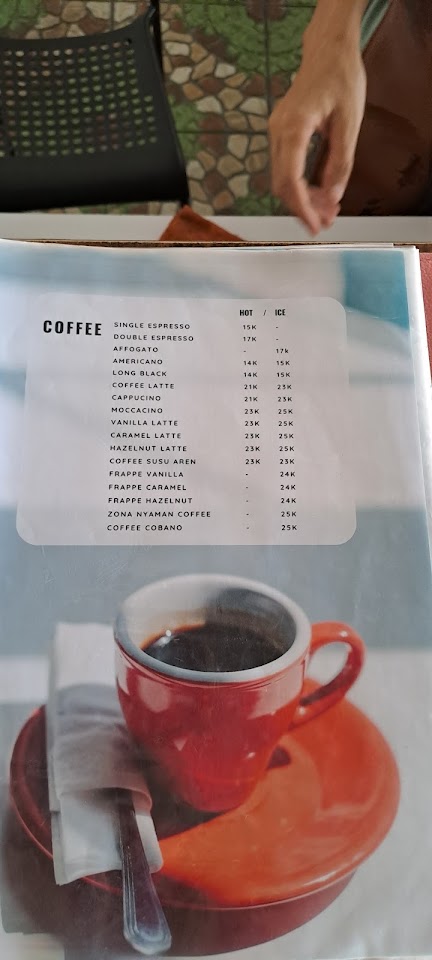 HOT / ICE
COFFEE SINGLE ESPRESSO 15K -
DOUBLE ESPRESSO 17K -
AFFOGATO - 17k
AMERICANO 14K 15K
LONG BLACK 14K 15K
COFFEE LATTE 21K 23K
CAPPUCINO 21K 23K
MOCCACINO 23K 25K
VANILLA LATTE 23K 25K
CARAMEL LATTE 23K 25K
HAZELNUT LATTE 23K 25K
COFFEE SUSU AREN 23K 23K
FRAPPE VANILLA - 24K
FRAPPE CARAMEL - 24K
FRAPPE HAZELNUT - 24K
ZONA NYAMAN COFFEE - 25K
COFFEE COBANO - 25K